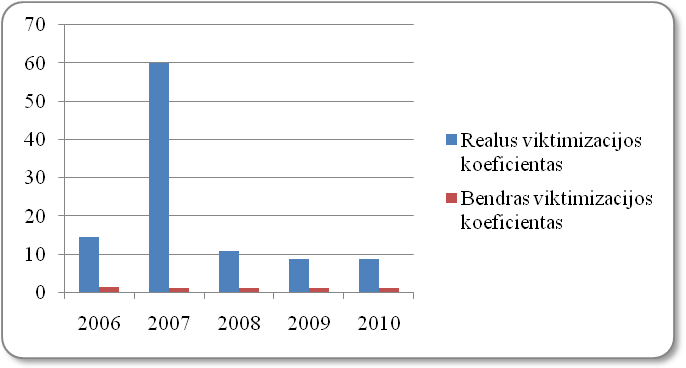 70
60
50
40
30
20
10
0
2006 2007 2008 2009 2010
Realus viktimizacijos
koeficientas
Bendras viktimizacijos
koeficientas